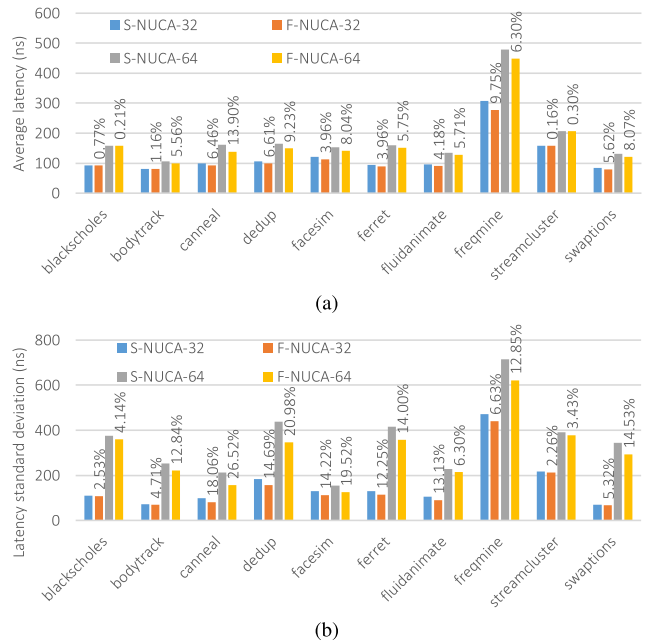 600
500
400
300
200
100
0
Average latency (ns)
S-NUCA-32 F-NUCA-32
S-NUCA-64 F-NUCA-64
0.77% 0.21% 1.16% 5.56% 6.46% 13.90% 6.61% 9.23% 3.96% 8.04% 3.96% 5.75% 4.18% 5.71% 9.75% 6.30% 0.16% 0.30% 5.62% 8.07%
blackscholes bodytrack canneal dedup facesim ferret fluidanimate freqmine streamcluster swaptions
(a)
800
600
400
200
0
Latency standard deviation (ns)
S-NUCA-32 F-NUCA-32
S-NUCA-64 F-NUCA-64
2.53% 4.14% 4.71% 12.84% 18.06% 26.52% 14.69% 20.98% 14.22% 19.52% 12.25% 14.00% 13.13% 6.30% 6.63% 12.85% 2.26% 3.43% 5.32% 14.53%
blackscholes bodytrack canneal dedup facesim ferret fluidanimate freqmine streamcluster swaptions
(b)